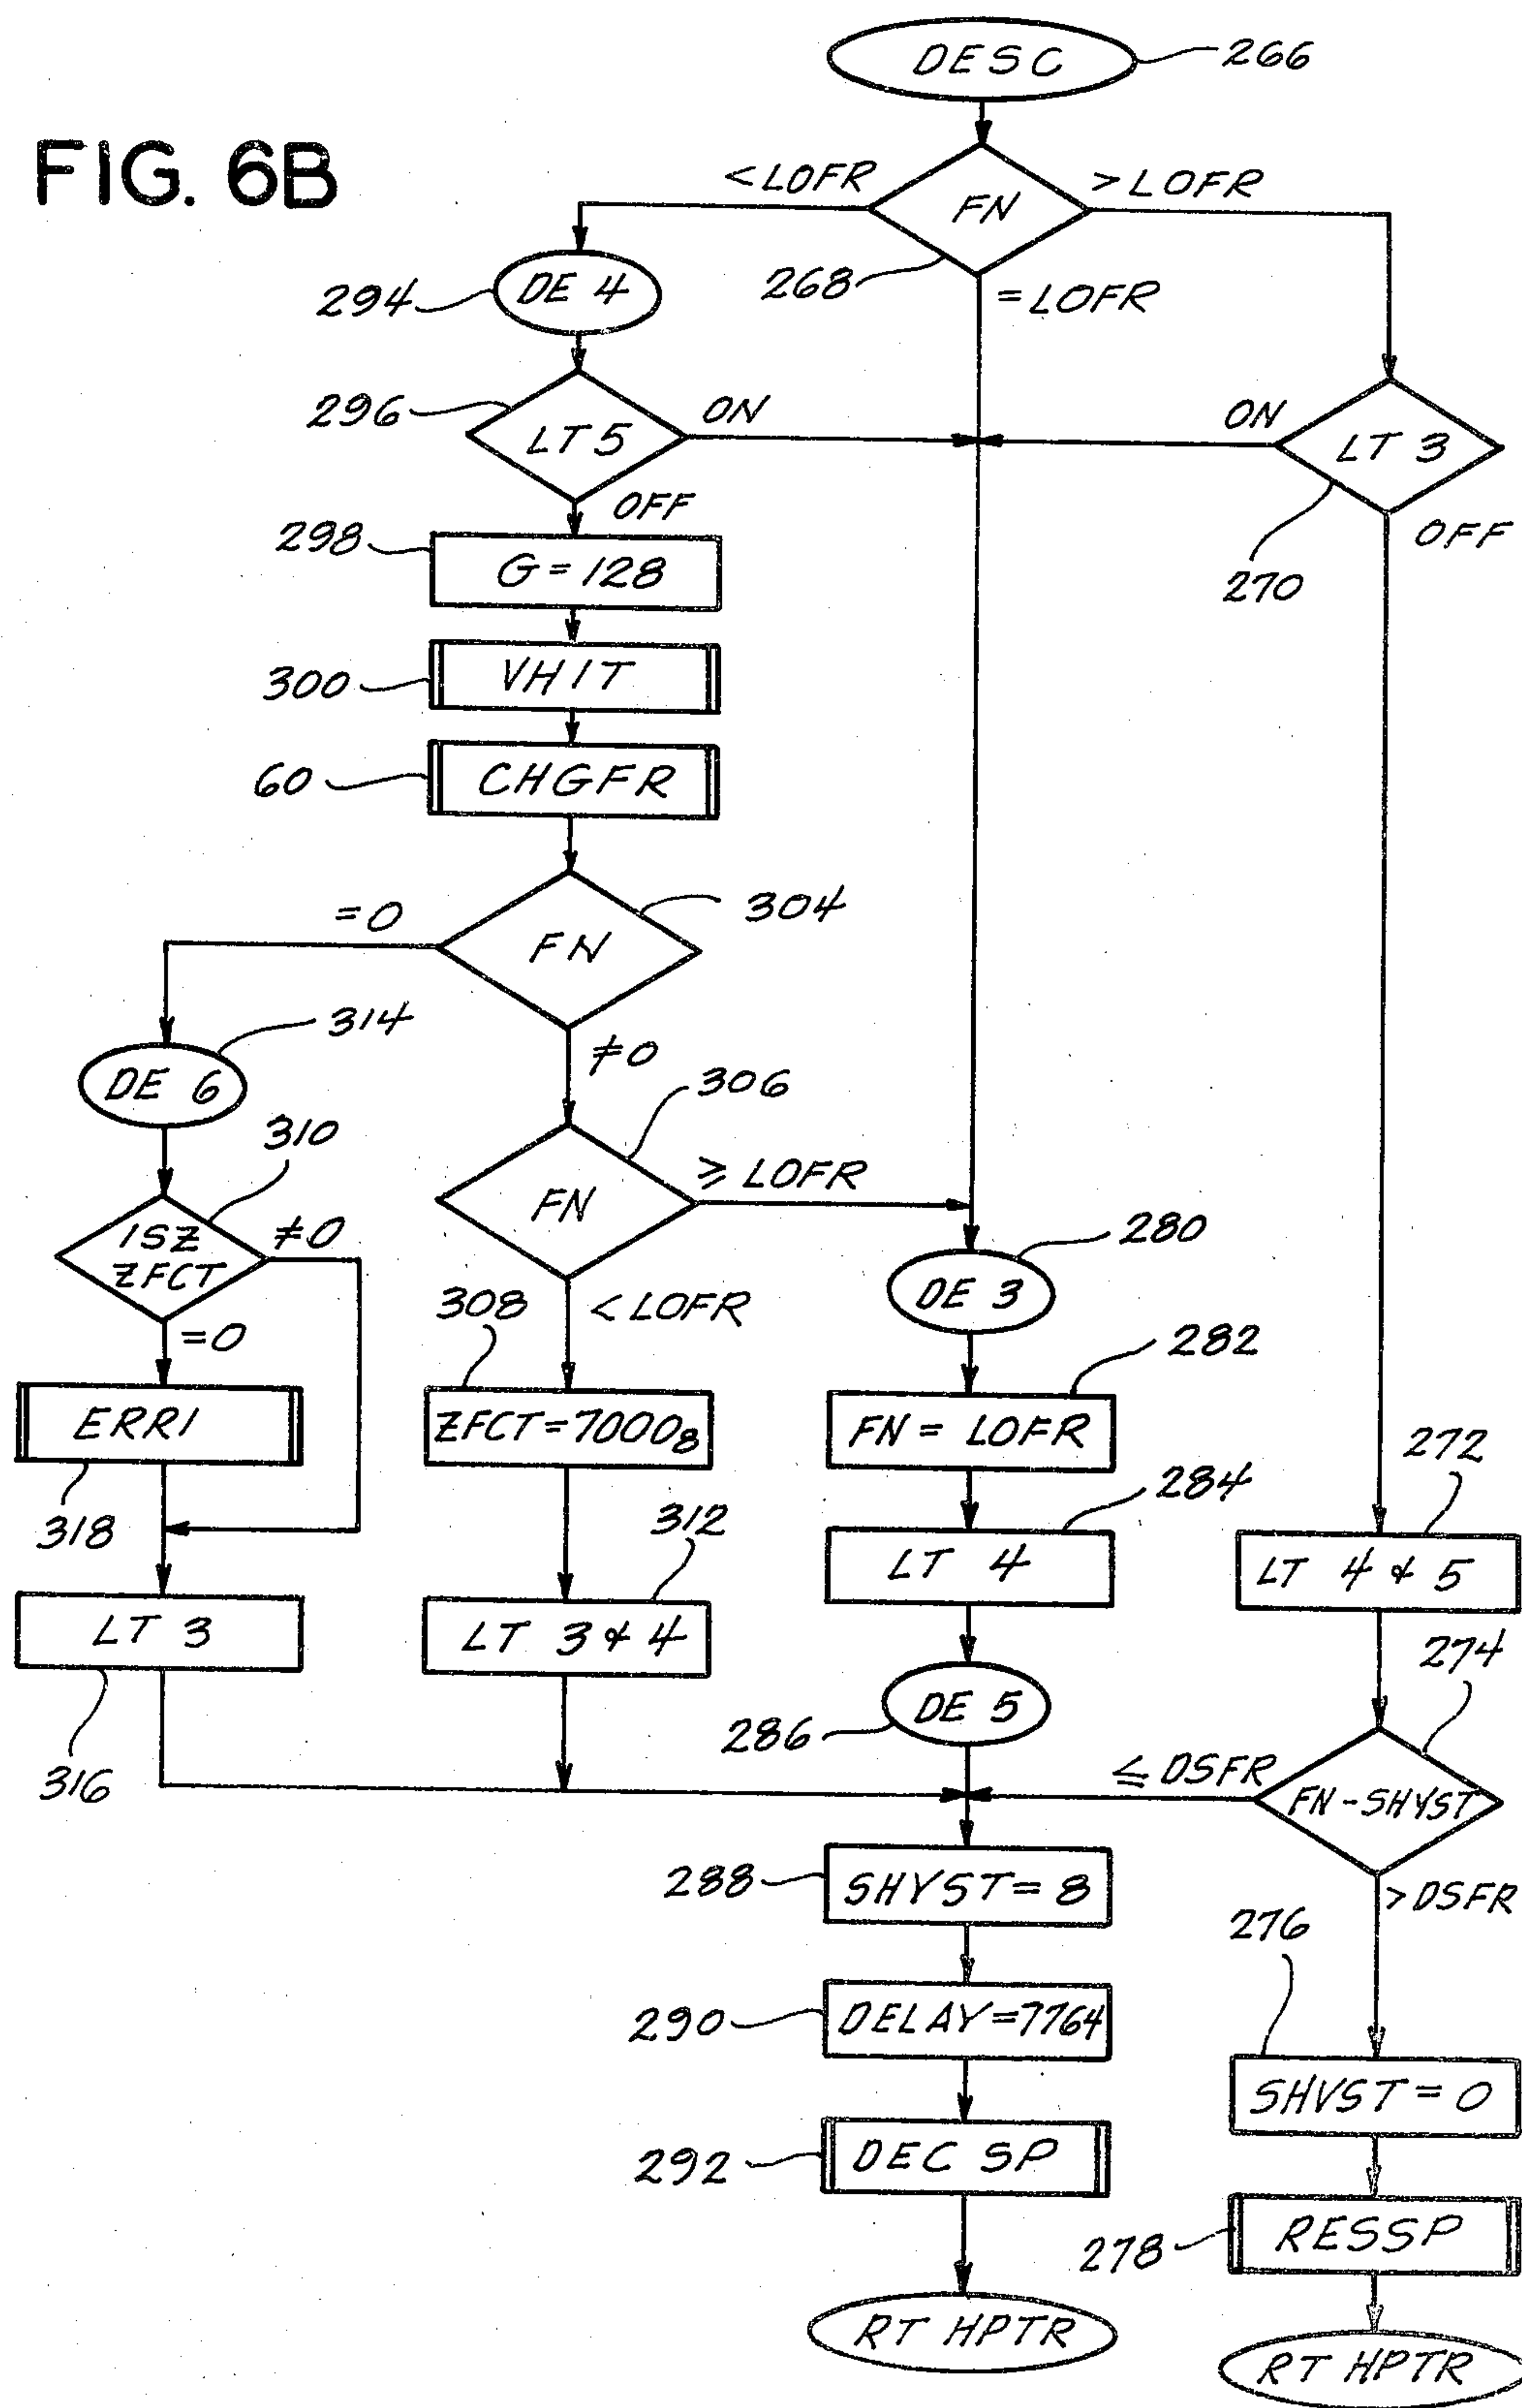 DESC
266
FIG. 6B
<LOFR
FN
>LOFR
268
=LOFR
294
DE 4
296
LT 5
ON
ON
LT 3
OFF
270
OFF
298
G=128
300
VHIT
60
CHGFR
=0
FN
304
≠0
314
DE 6
306
310
FN
≥ LOFR
ISZ
ZFCT
≠0
=0
280
DE 3
308
< LOFR
282
ERR1
318
ZFCT=7000₈
FN = LOFR
272
284
312
LT 4
LT 4 & 5
LT 3
316
LT 3 & 4
274
286
DE 5
≤ DSFR
FN-SHYST
>DSFR
288
SHYST=8
276
290
DELAY=7764
SHVST=0
292
DEC SP
278
RESSP
RT HPTR
RT HPTR